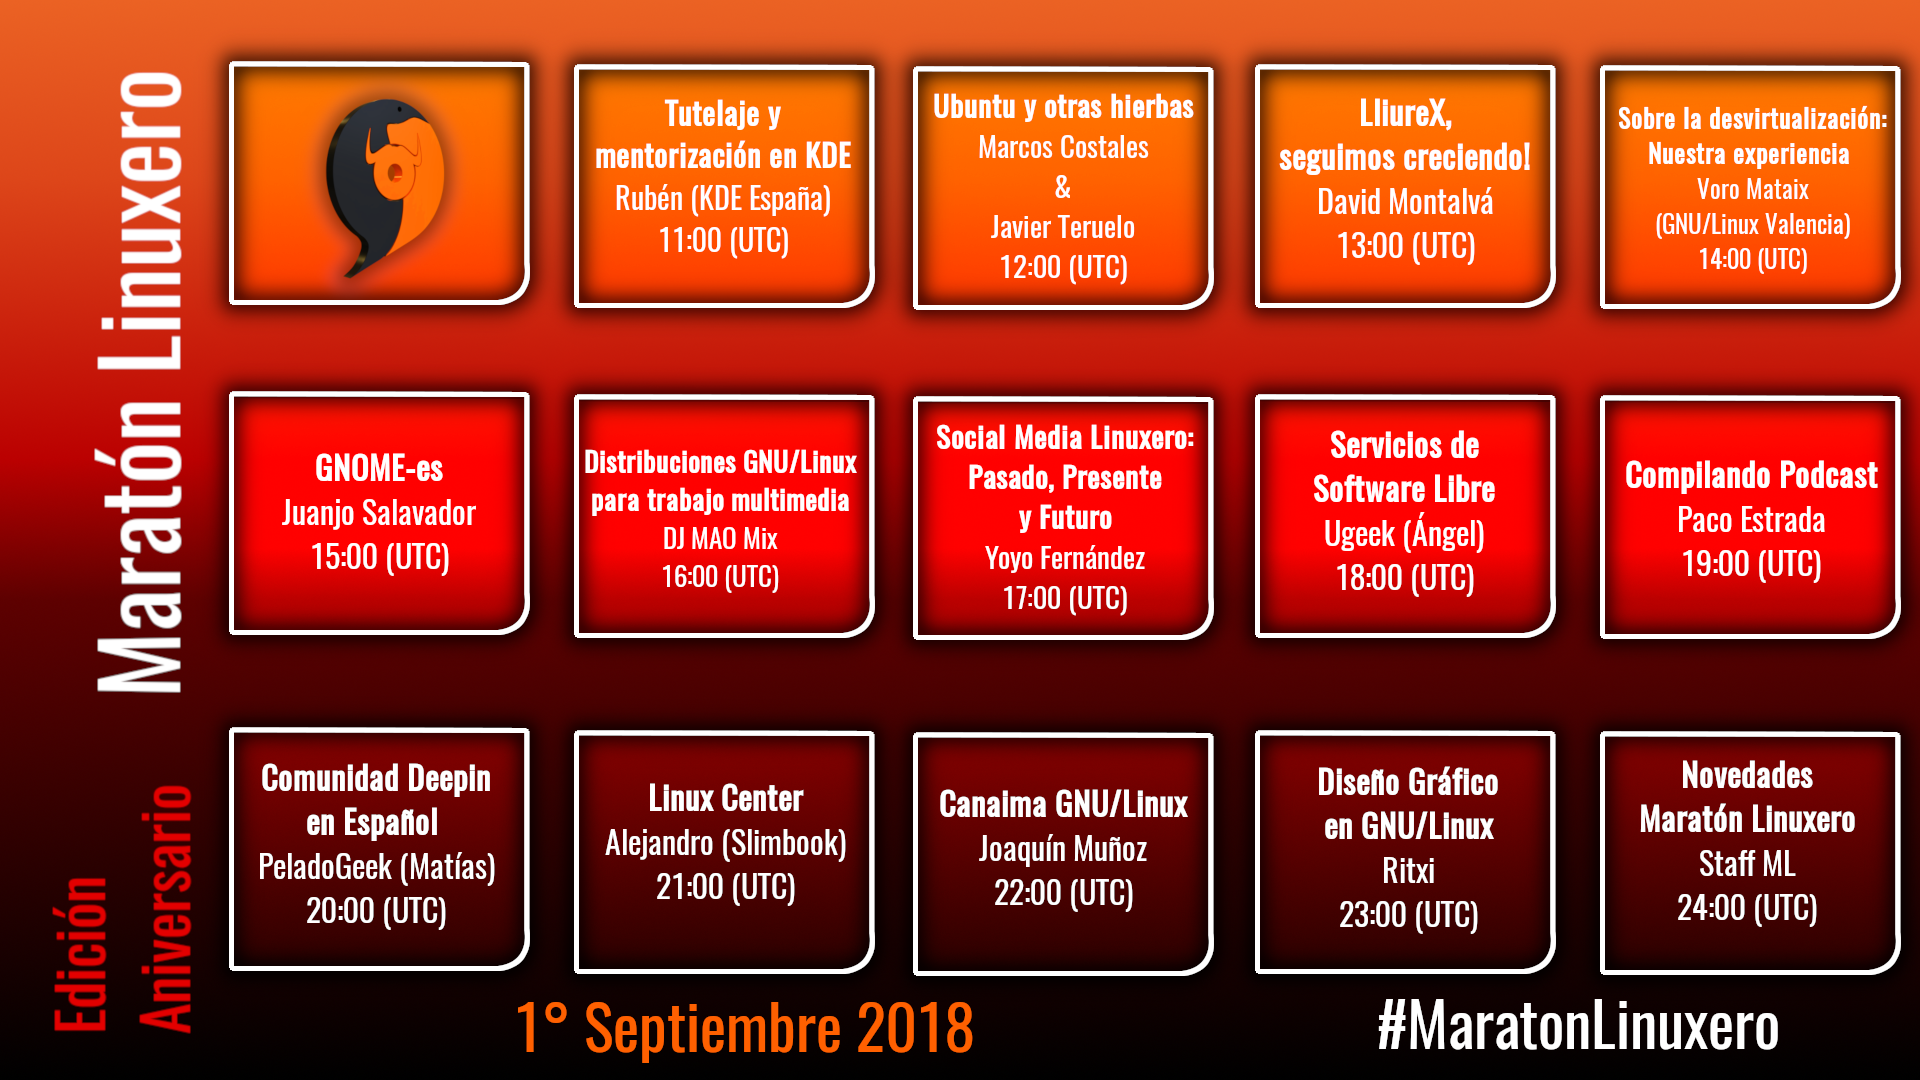 Maratón Linuxero
Edición
Aniversario
Tutelaje y
mentorización en KDE
Rubén (KDE España)
11:00 (UTC)
Ubuntu y otras hierbas
Marcos Costales
&
Javier Teruelo
12:00 (UTC)
LliureX,
seguimos creciendo!
David Montalvá
13:00 (UTC)
Sobre la desvirtualización:
Nuestra experiencia
Voro Mataix
(GNU/Linux Valencia)
14:00 (UTC)
GNOME-es
Juanjo Salavador
15:00 (UTC)
Distribuciones GNU/Linux
para trabajo multimedia
DJ MAO Mix
16:00 (UTC)
Social Media Linuxero:
Pasado, Presente
y Futuro
Yoyo Fernández
17:00 (UTC)
Servicios de
Software Libre
Ugeek (Ángel)
18:00 (UTC)
Compilando Podcast
Paco Estrada
19:00 (UTC)
Comunidad Deepin
en Español
PeladoGeek (Matías)
20:00 (UTC)
Linux Center
Alejandro (Slimbook)
21:00 (UTC)
Canaima GNU/Linux
Joaquín Muñoz
22:00 (UTC)
Diseño Gráfico
en GNU/Linux
Ritxi
23:00 (UTC)
Novedades
Maratón Linuxero
Staff ML
24:00 (UTC)
1° Septiembre 2018
#MaratonLinuxero